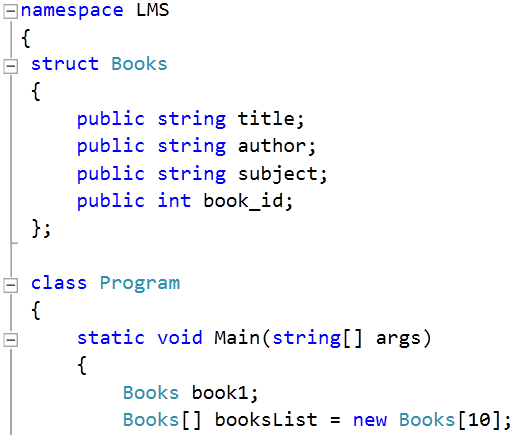 namespace LMS
{
struct Books
{
public string title;
public string author;
public string subject;
public int book_id;
};
class Program
{
static void Main(string[] args)
{
Books book1;
Books[] booksList = new Books[10];